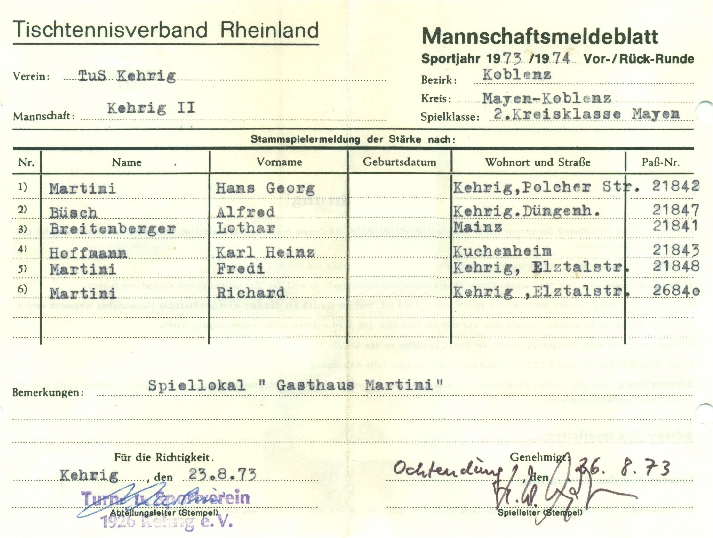 Tischtennisverband Rheinland
Mannschaftsmeldeblatt
Sportjahr 1973/1974 Vor-/Rück-Runde
Verein: TuS Kehrig
Bezirk: Koblenz
Kreis: Mayen-Koblenz
Mannschaft: Kehrig II
Spielklasse: 2.Kreisklasse Mayen
Stammspielermeldung der Stärke nach:
Nr. Name Vorname Geburtsdatum Wohnort und Straße Paß-Nr.
1) Martini Hans Georg Kehrig,Polcher Str. 21842
2) Büsch Alfred Kehrig.Düngenh. 21847
3) Breitenberger Lothar Mainz 21841
4) Hoffmann Karl Heinz Kuchenheim 21843
5) Martini Fredi Kehrig, Elztalstr. 21848
6) Martini Richard Kehrig ,Elztalstr. 26840
Bemerkungen: Spiellokal " Gasthaus Martini"
Für die Richtigkeit.
Genehmigt:
Kehrig , den 23.8.73
Ochtendung, den 26.8.73
Turn- u. Sportverein
Abteilungsleiter (Stempel)
Spielleiter (Stempel)
1926 Kehrig e.V.